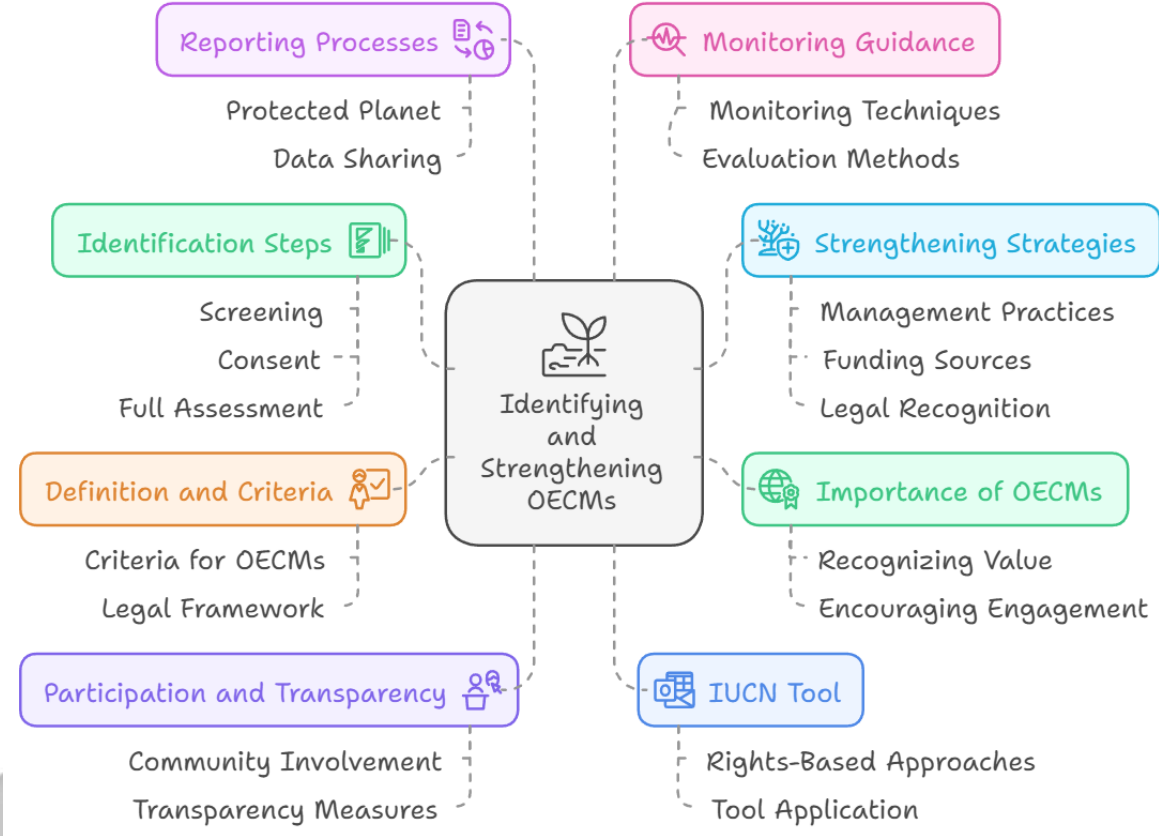 Reporting Processes
Protected Planet
Data Sharing
Monitoring Guidance
Monitoring Techniques
Evaluation Methods
Identification Steps
Screening
Consent
Full Assessment
Strengthening Strategies
Management Practices
Funding Sources
Legal Recognition
Identifying
and
Strengthening
OECMs
Definition and Criteria
Criteria for OECMs
Legal Framework
Importance of OECMs
Recognizing Value
Encouraging Engagement
Participation and Transparency
Community Involvement
Transparency Measures
IUCN Tool
Rights-Based Approaches
Tool Application